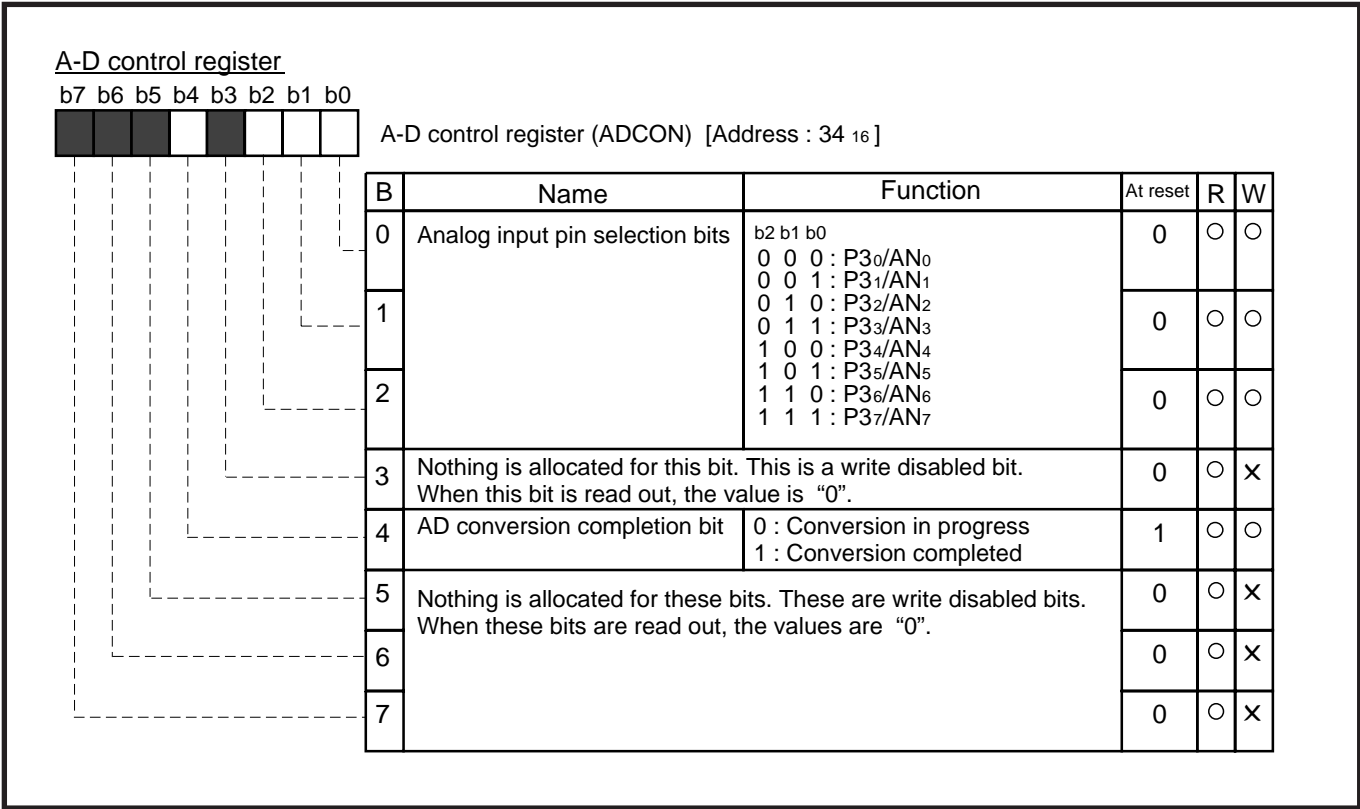 A-D control register
b7 b6 b5 b4 b3 b2 b1 b0
A-D control register (ADCON) [Address : 34 16 ]
B Name Function At reset R W
0 Analog input pin selection bits b2 b1 b0 0 ○ ○
0 0 0 : P30/AN0
0 0 1 : P31/AN1
0 1 0 : P32/AN2
1 0 ○ ○
0 1 1 : P33/AN3
1 0 0 : P34/AN4
1 0 1 : P35/AN5
2 0 ○ ○
1 1 0 : P36/AN6
1 1 1 : P37/AN7
3 Nothing is allocated for this bit. This is a write disabled bit. 0 ○ ×
When this bit is read out, the value is “0”.
4 AD conversion completion bit 0 : Conversion in progress 1 ○ ○
1 : Conversion completed
5 Nothing is allocated for these bits. These are write disabled bits. 0 ○ ×
When these bits are read out, the values are “0”.
6 0 ○ ×
7 0 ○ ×